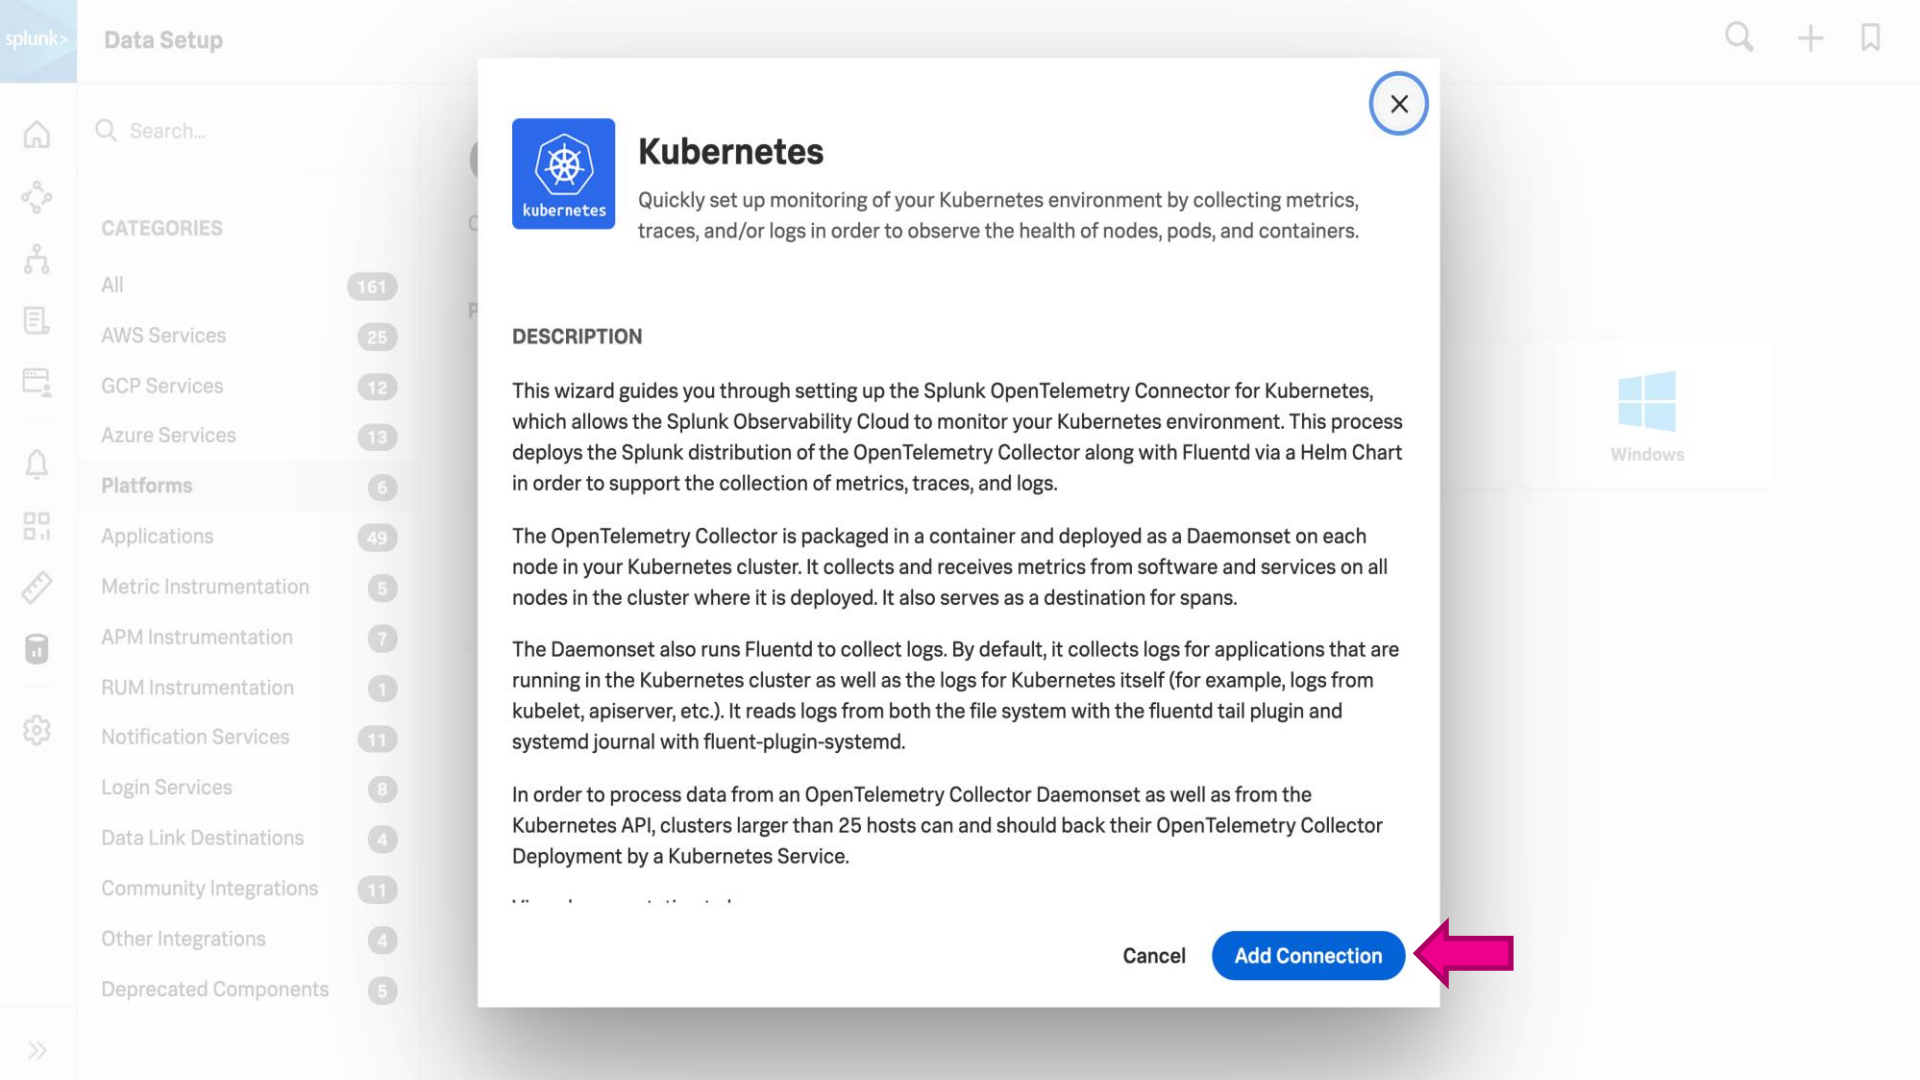 splunk>
Data Setup
Search...
CATEGORIES
All 161
AWS Services 25
GCP Services 12
Azure Services 13
Platforms 6
Applications 49
Metric Instrumentation 5
APM Instrumentation 7
RUM Instrumentation 1
Notification Services 11
Login Services 8
Data Link Destinations 4
Community Integrations 11
Other Integrations 4
Deprecated Components 5
kubernetes
Kubernetes
Quickly set up monitoring of your Kubernetes environment by collecting metrics,
traces, and/or logs in order to observe the health of nodes, pods, and containers.
DESCRIPTION
This wizard guides you through setting up the Splunk OpenTelemetry Connector for Kubernetes,
which allows the Splunk Observability Cloud to monitor your Kubernetes environment. This process
deploys the Splunk distribution of the OpenTelemetry Collector along with Fluentd via a Helm Chart
in order to support the collection of metrics, traces, and logs.
The OpenTelemetry Collector is packaged in a container and deployed as a Daemonset on each
node in your Kubernetes cluster. It collects and receives metrics from software and services on all
nodes in the cluster where it is deployed. It also serves as a destination for spans.
The Daemonset also runs Fluentd to collect logs. By default, it collects logs for applications that are
running in the Kubernetes cluster as well as the logs for Kubernetes itself (for example, logs from
kubelet, apiserver, etc.). It reads logs from both the file system with the fluentd tail plugin and
systemd journal with fluent-plugin-systemd.
In order to process data from an OpenTelemetry Collector Daemonset as well as from the
Kubernetes API, clusters larger than 25 hosts can and should back their OpenTelemetry Collector
Deployment by a Kubernetes Service.
Cancel
Add Connection
Windows